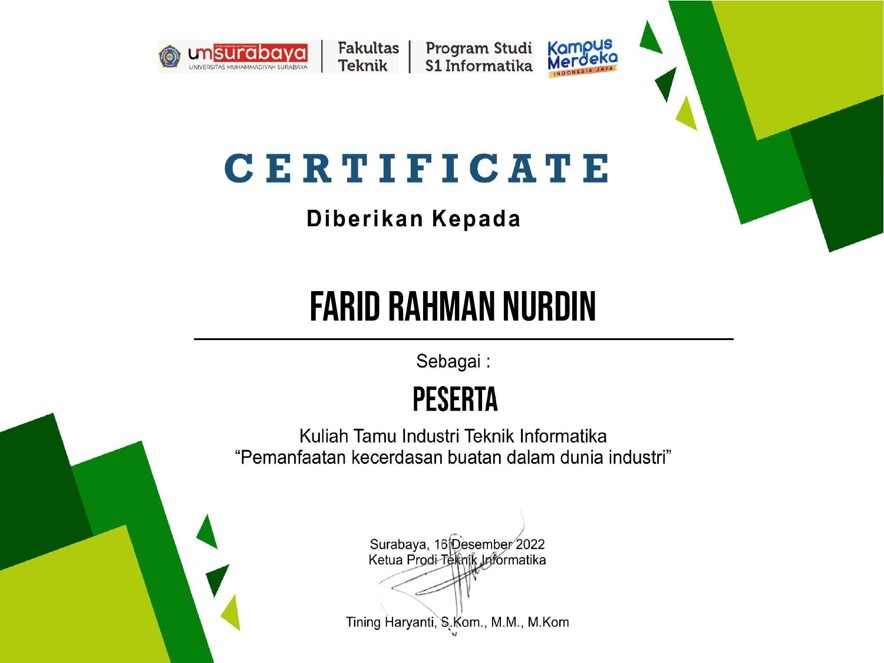 umsurabaya
UNIVERSITAS MUHAMMADIYAH SURABAYA
Fakultas
Teknik
Program Studi
S1 Informatika
Kampus
Merdeka
INDONESIA JAYA
CERTIFICATE
Diberikan Kepada
FARID RAHMAN NURDIN
Sebagai :
PESERTA
Kuliah Tamu Industri Teknik Informatika
“Pemanfaatan kecerdasan buatan dalam dunia industri”
Surabaya, 16 Desember 2022
Ketua Prodi Teknik Informatika
Tining Haryanti, S.Kom., M.M., M.Kom